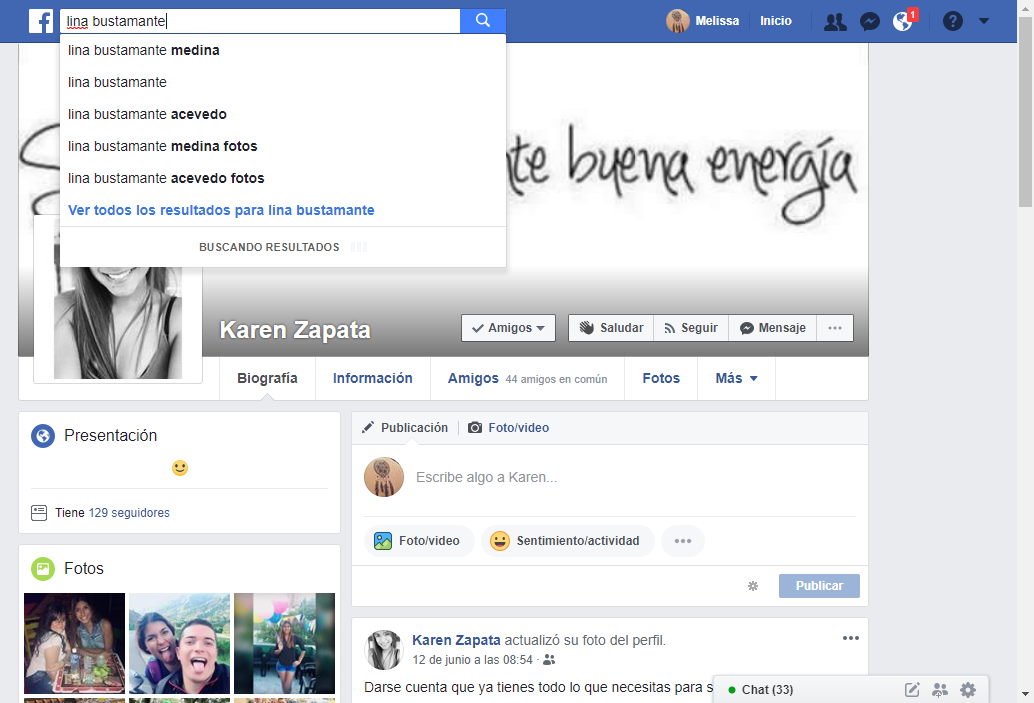 f lina bustamante Melissa Inicio 1 ?
lina bustamante medina
lina bustamante
lina bustamante acevedo
lina bustamante medina fotos
lina bustamante acevedo fotos
Ver todos los resultados para lina bustamante
BUSCANDO RESULTADOS
buena energía
Karen Zapata
Amigos Saludar Seguir Mensaje ...
Biografía Información Amigos 44 amigos en común Fotos Más
Presentación
Tiene 129 seguidores
Fotos
Publicación Foto/video
Escribe algo a Karen...
Foto/video Sentimiento/actividad ...
Publicar
Karen Zapata actualizó su foto del perfil. ...
12 de junio a las 08:54 ·
Darse cuenta que ya tienes todo lo que necesitas para s
Chat (33)